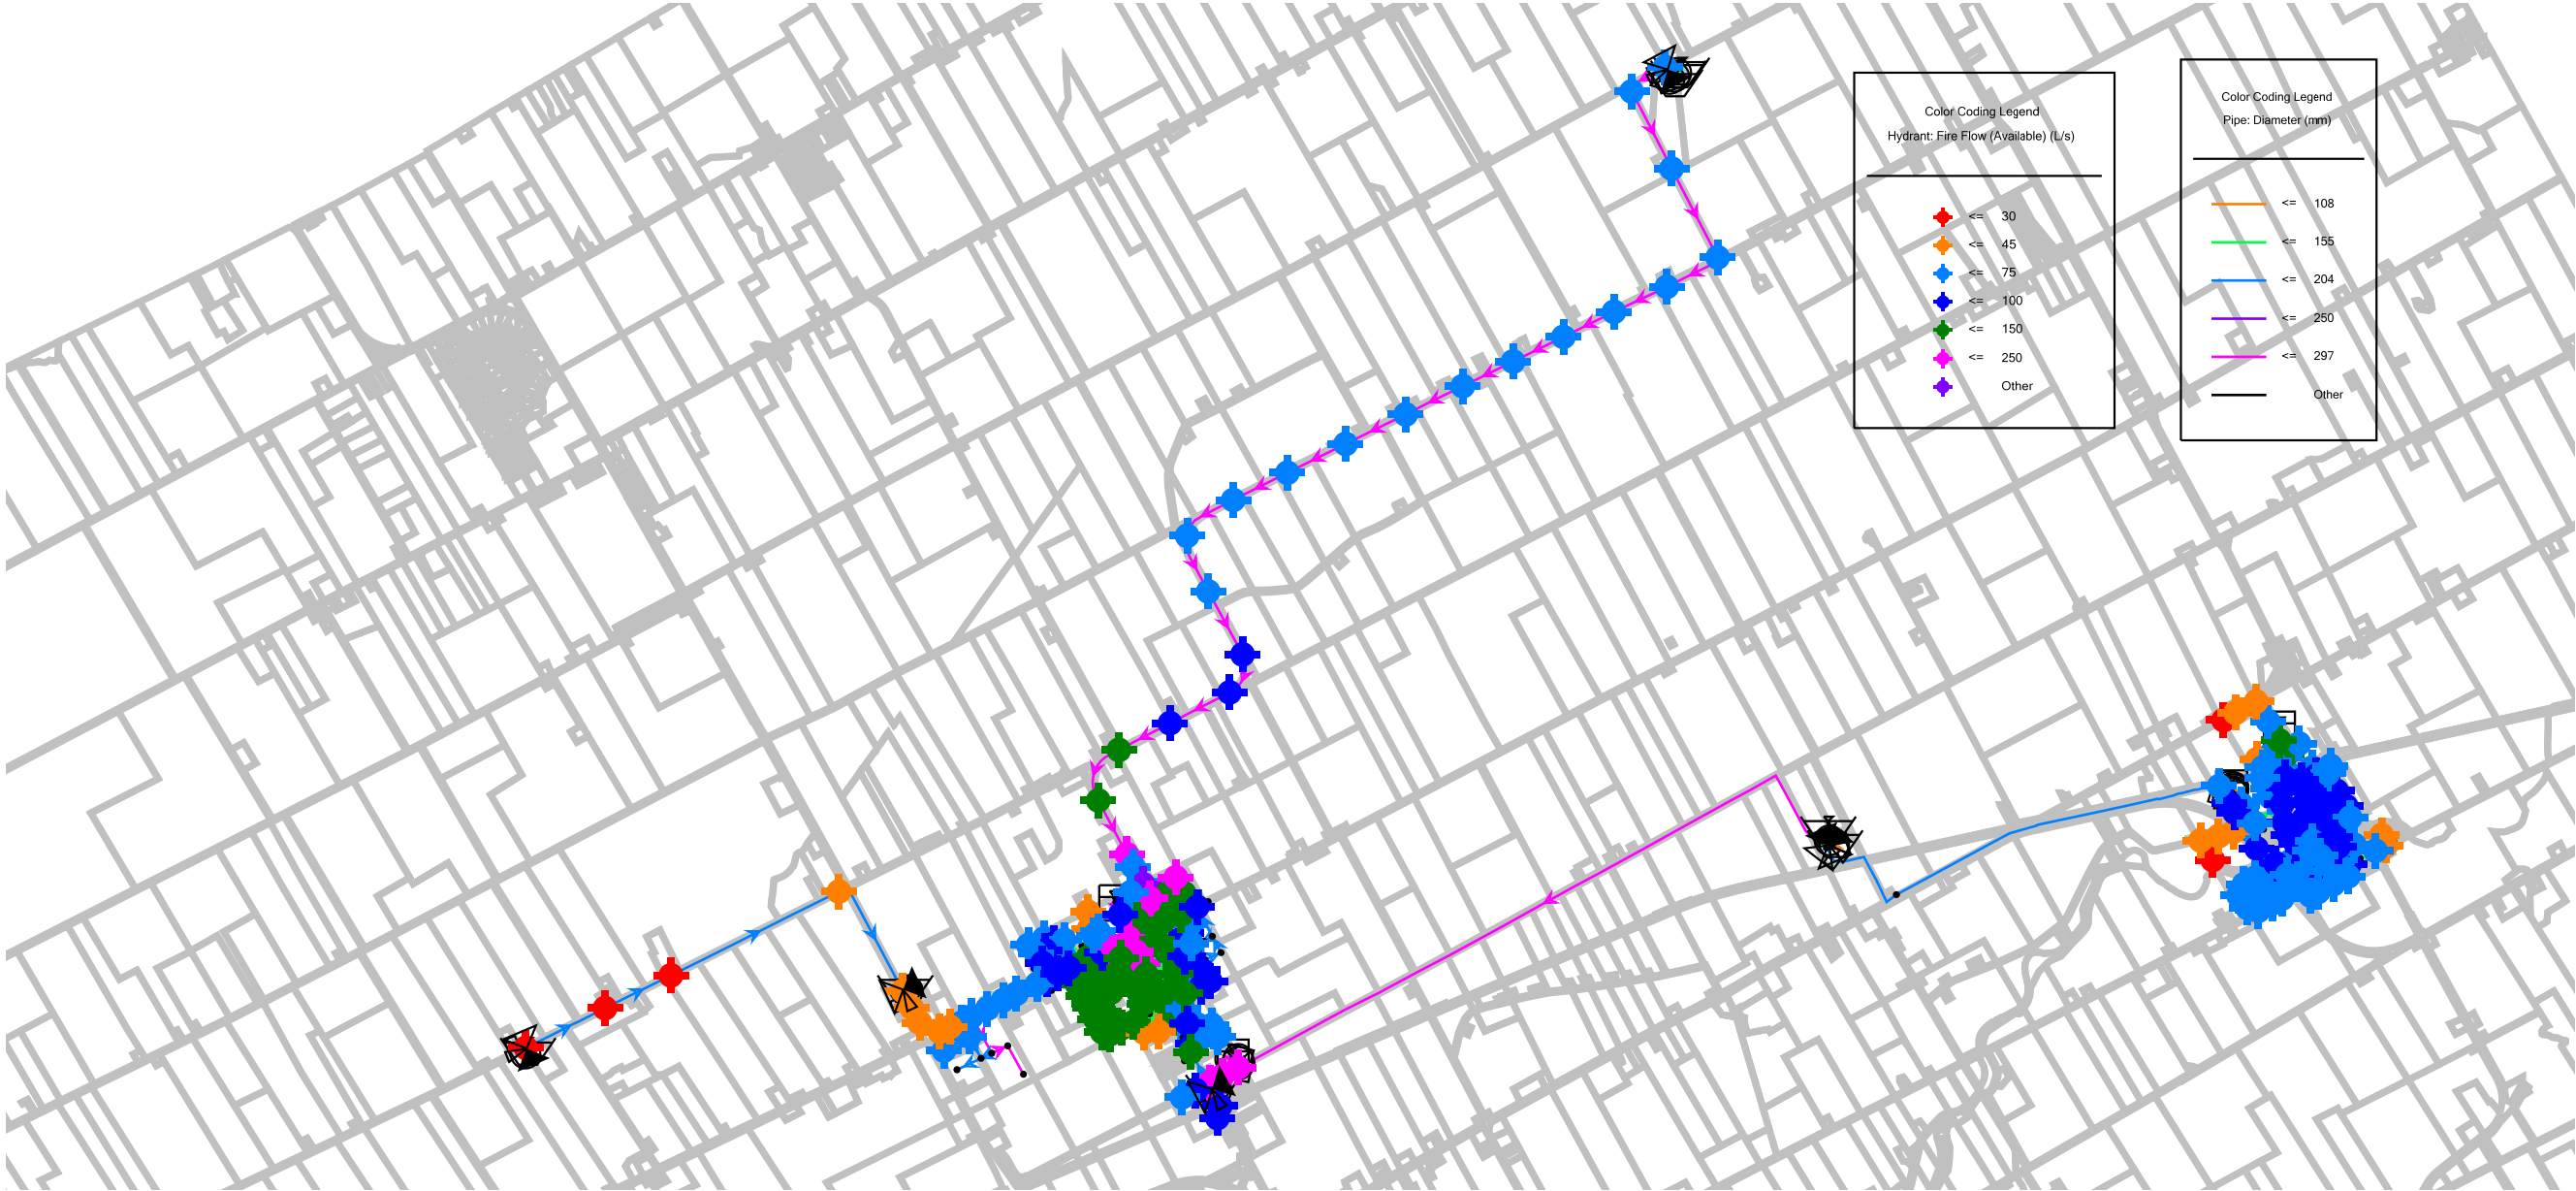 Color Coding Legend
Hydrant: Fire Flow (Available) (L/s)
<= 30
<= 45
<= 75
<= 100
<= 150
<= 250
Other
Color Coding Legend
Pipe: Diameter (mm)
<= 108
<= 155
<= 204
<= 250
<= 297
Other